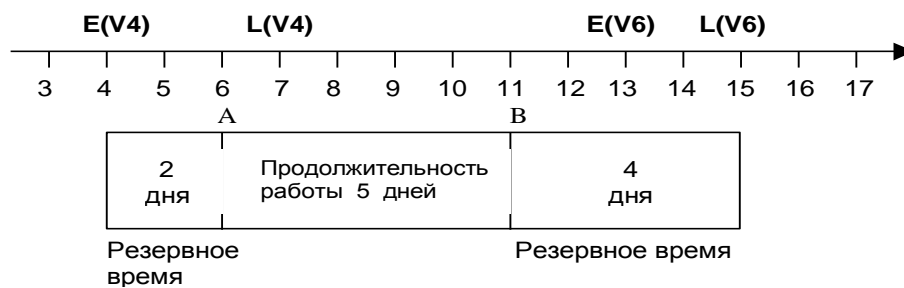 E(V4) L(V4) E(V6) L(V6)
3 4 5 6 7 8 9 10 11 12 13 14 15 16 17
A B
2 Продолжительность 4
дня работы 5 дней дня
Резервное Резервное время
время